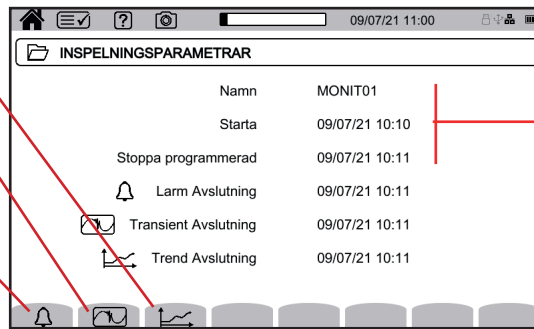 09/07/21 11:00
INSPELNINGSPARAMETRAR
Namn MONIT01
Starta 09/07/21 10:10
Stoppa programmerad 09/07/21 10:11
Larm Avslutning 09/07/21 10:11
Transient Avslutning 09/07/21 10:11
Trend Avslutning 09/07/21 10:11